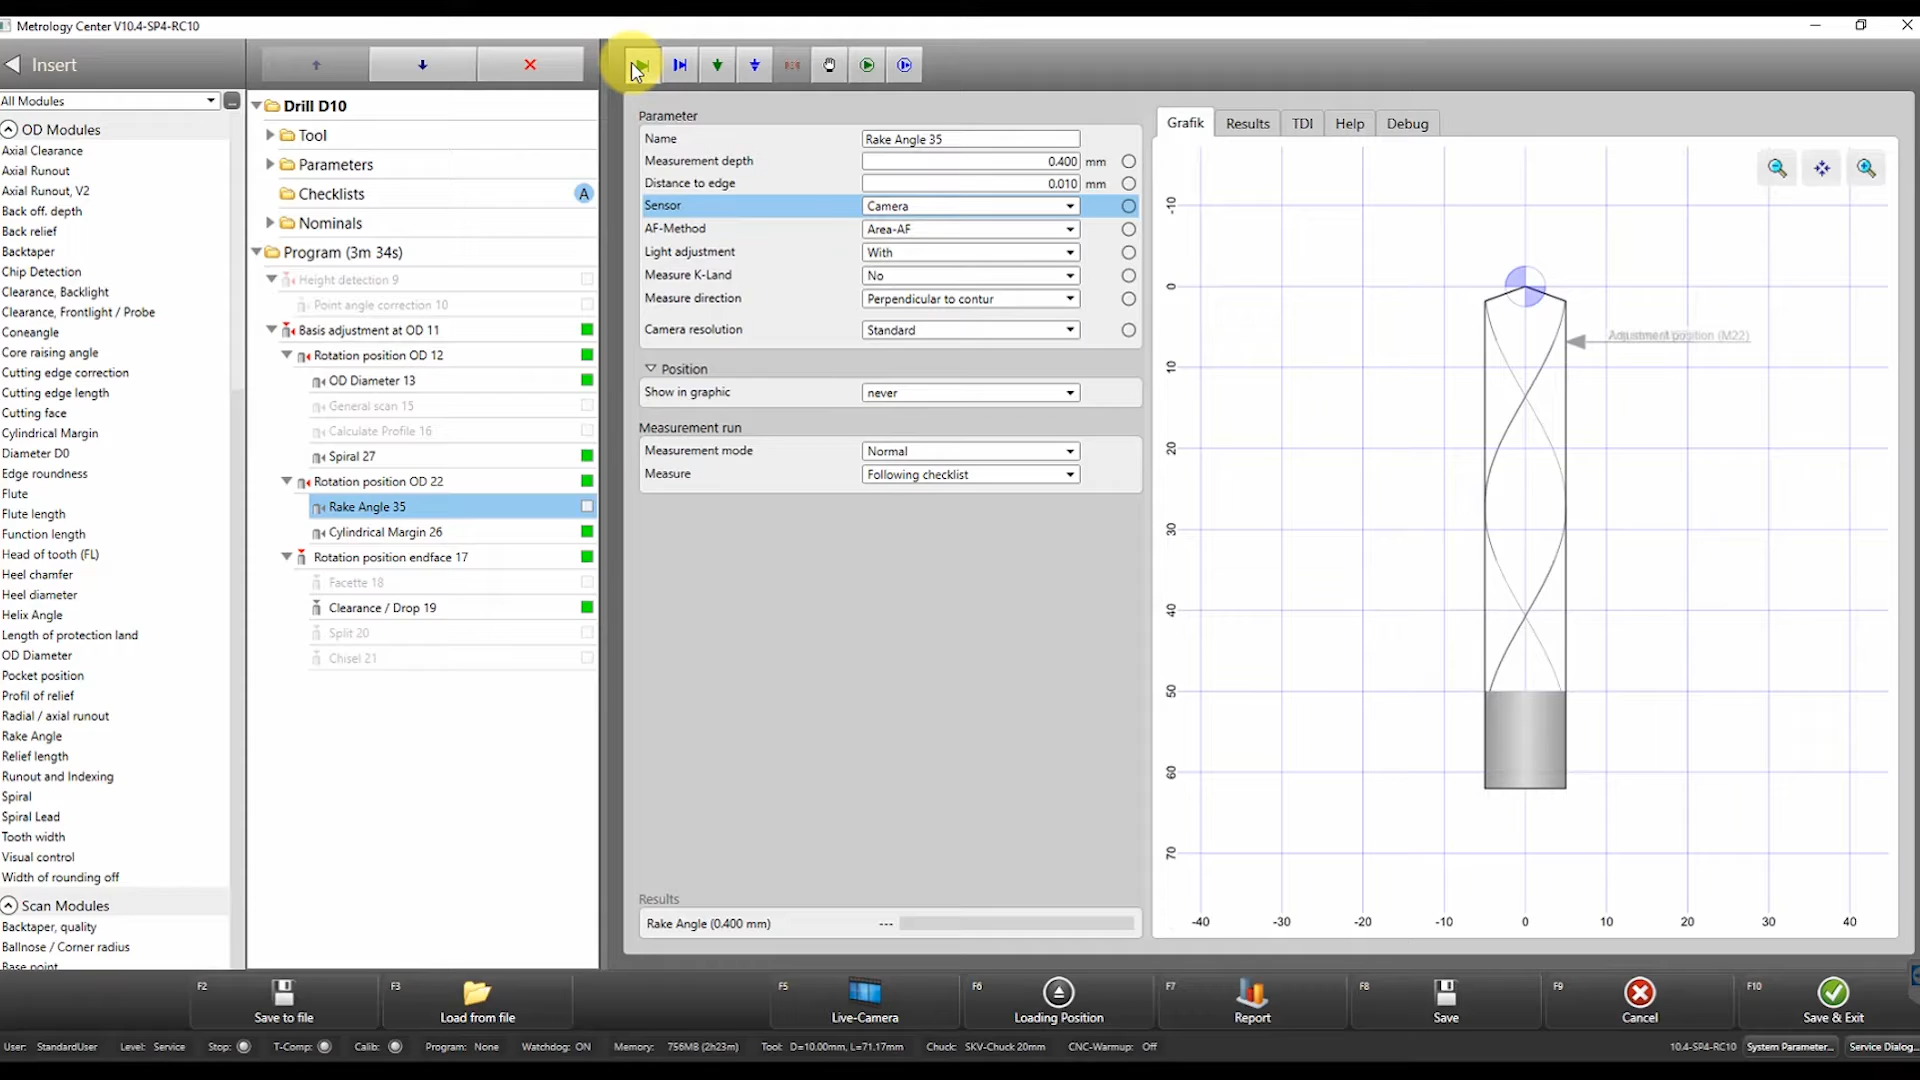 Metrology Center V10.4-SP4-RC10
Insert
All Modules
...
OD Modules
Axial Clearance
Axial Runout
Axial Runout, V2
Back off. depth
Back relief
Backtaper
Chip Detection
Clearance, Backlight
Clearance, Frontlight / Probe
Coneangle
Core raising angle
Cutting edge correction
Cutting edge length
Cutting face
Cylindrical Margin
Diameter D0
Edge roundness
Flute
Flute length
Function length
Head of tooth (FL)
Heel chamfer
Heel diameter
Helix Angle
Length of protection land
OD Diameter
Pocket position
Profil of relief
Radial / axial runout
Rake Angle
Relief length
Runout and Indexing
Spiral
Spiral Lead
Tooth width
Visual control
Width of rounding off
Scan Modules
Backtaper, quality
Ballnose / Corner radius
Base point
Drill D10
Tool
Parameters
Checklists A
Nominals
Program (3m 34s)
Height detection 9
Point angle correction 10
Basis adjustment at OD 11
Rotation position OD 12
OD Diameter 13
General scan 15
Calculate Profile 16
Spiral 27
Rotation position OD 22
Rake Angle 35
Cylindrical Margin 26
Rotation position endface 17
Facette 18
Clearance / Drop 19
Split 20
Chisel 21
Parameter
Name Rake Angle 35
Measurement depth 0.400 mm
Distance to edge 0.010 mm
Sensor Camera
AF-Method Area-AF
Light adjustment With
Measure K-Land No
Measure direction Perpendicular to contur
Camera resolution Standard
Position
Show in graphic never
Measurement run
Measurement mode Normal
Measure Following checklist
Results
Rake Angle (0.400 mm) ---
Grafik Results TDI Help Debug
-10
0
10
20
30
40
50
60
70
Adjustment position (M22)
-40 -30 -20 -10 0 10 20 30 40
F2 Save to file
F3 Load from file
F5 Live-Camera
F6 Loading Position
F7 Report
F8 Save
F9 Cancel
F10 Save & Exit
User: StandardUser Level: Service Stop: T-Comp: Calib: Program: None Watchdog: ON Memory: 756MB (2h23m) Tool: D=10.00mm, L=71.17mm Chuck: SKV-Chuck 20mm CNC-Warmup: Off 10.4-SP4-RC10 System Parameter... Service Dialog...